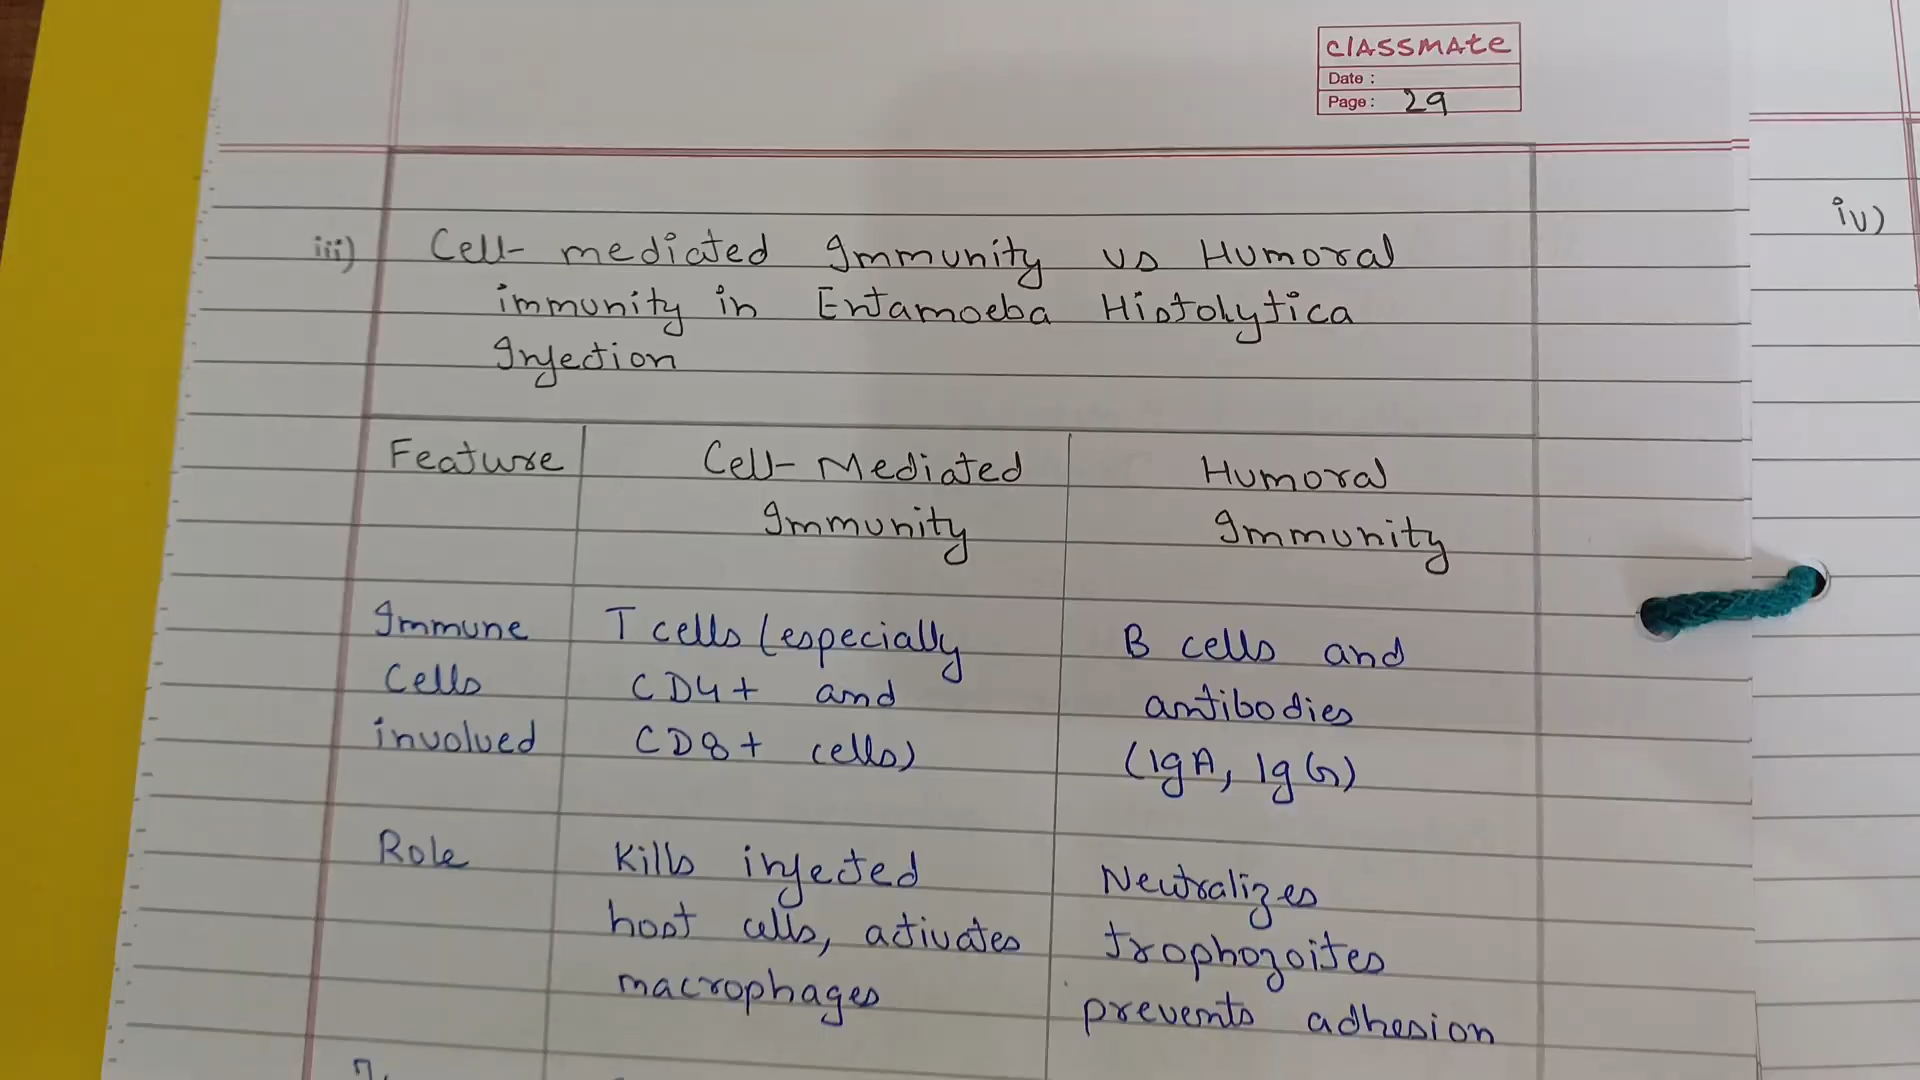 classmate
Date :
Page : 29
iii) Cell-mediated Immunity vs Humoral
immunity in Entamoeba Histolytica
Infection
iv)
Feature Cell-Mediated Immunity Humoral Immunity
Immune T cells (especially B cells and
Cells CD4+ and antibodies
involved CD8+ cells) (IgA, IgG)
Role Kills infected Neutralizes
host cells, activates trophozoites
macrophages prevents adhesion